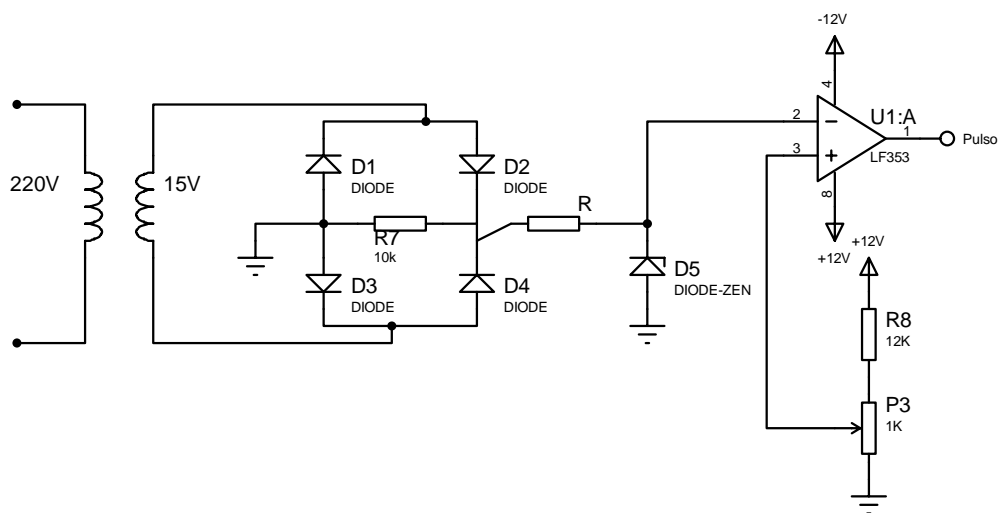 -12V
4
U1:A
2
1
Pulso
3
LF353
8
+12V
+12V
220V
15V
D1
DIODE
D2
DIODE
R7
10k
R
D3
DIODE
D4
DIODE
D5
DIODE-ZEN
R8
12K
P3
1K